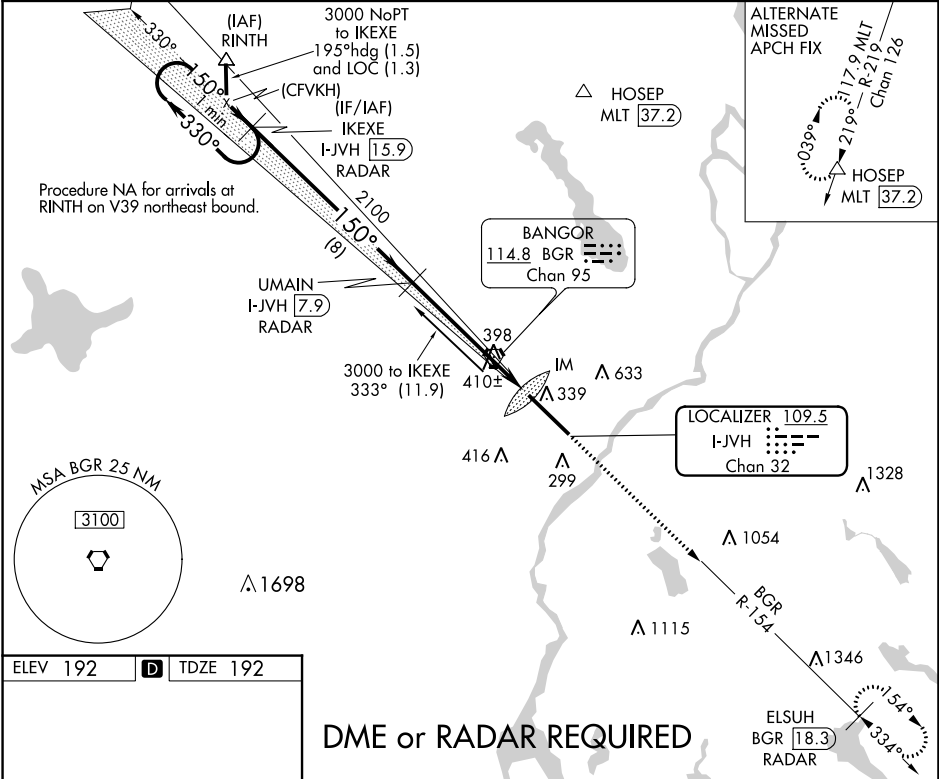 (IAF)
RINTH
3000 NoPT
to IKEXE
195°hdg (1.5)
and LOC (1.3)
330°
150°
1 min
330°
(CFVKH)
(IF/IAF)
IKEXE
I-JVH 15.9
RADAR
HOSEP
MLT 37.2
ALTERNATE
MISSED
APCH FIX
117.9 MLT
R-219
Chan 126
219°
039°
HOSEP
MLT 37.2
Procedure NA for arrivals at
RINTH on V39 northeast bound.
2100
150°
(8)
BANGOR
114.8 BGR
Chan 95
UMAIN
I-JVH 7.9
RADAR
3000 to IKEXE
333° (11.9)
398
410±
IM
339
633
LOCALIZER 109.5
I-JVH
Chan 32
416
299
1328
MSA BGR 25 NM
3100
1698
1054
BGR
R-154
1115
1346
154°
334°
ELSUH
BGR 18.3
RADAR
ELEV 192 D TDZE 192
DME or RADAR REQUIRED